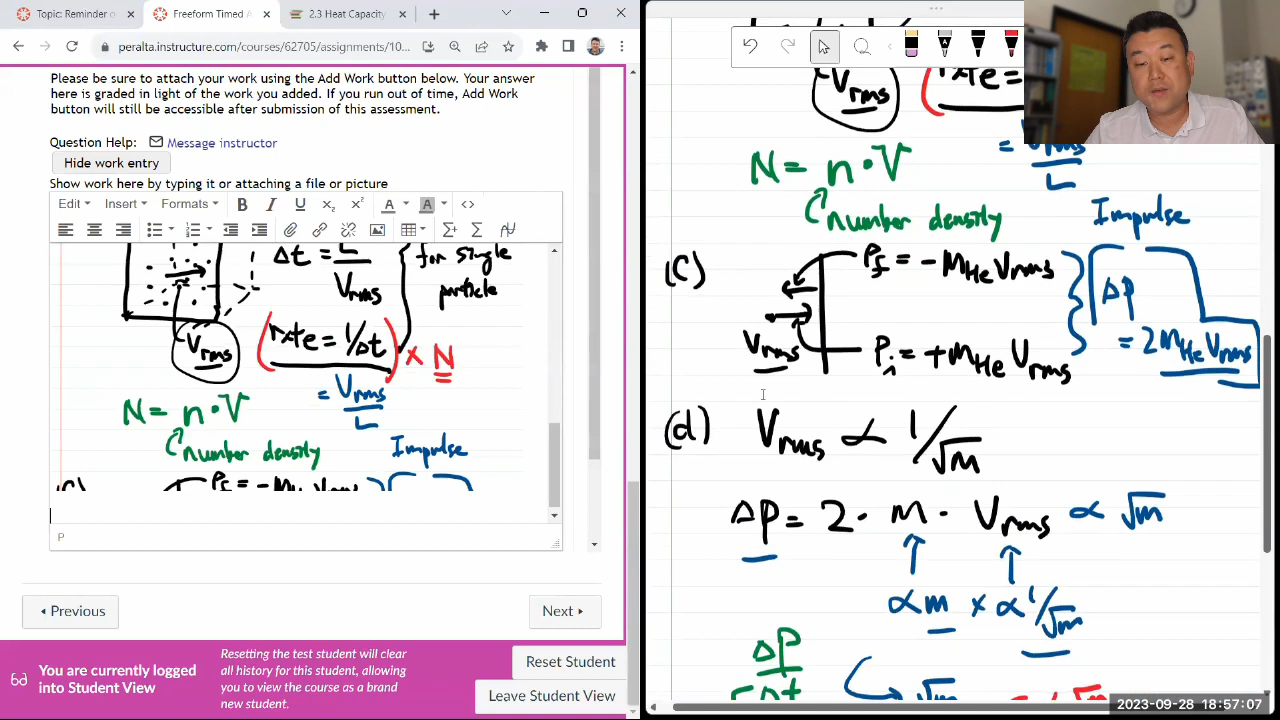 Topic Reminder o
Freeform Timed A
2.3 Heat Capacit
peralta.instructure.com/courses/62707/assignments/10...
Please be sure to attach your work using the Add Work button below. Your answer
here is graded in light of the work you added. If you run out of time, Add Work
button will still be accessible after submission of this assessment.
Question Help:
Message instructor
Hide work entry
Show work here by typing it or attaching a file or picture
Edit
Insert
Formats
B
I
U
Δt = L/Vrms
for single
particle
Vrms
(rate = 1/Δt) × N
= Vrms/L
N = n·V
number density
Impulse
P
Previous
Next
You are currently logged
into Student View
Resetting the test student will clear
all history for this student, allowing
you to view the course as a brand
new student.
Reset Student
Leave Student View
Vrms
= Vrms/L
N = n·V
number density
Impulse
(c)
Pf = -MHe Vrms
ΔP
= 2MHe Vrms
Vrms
Pi = +MHe Vrms
(d)
Vrms ∝ 1/√m
ΔP = 2 · m · Vrms ∝ √m
∝m × ∝1/√m
ΔP
√m
2023-09-28 18:57:07